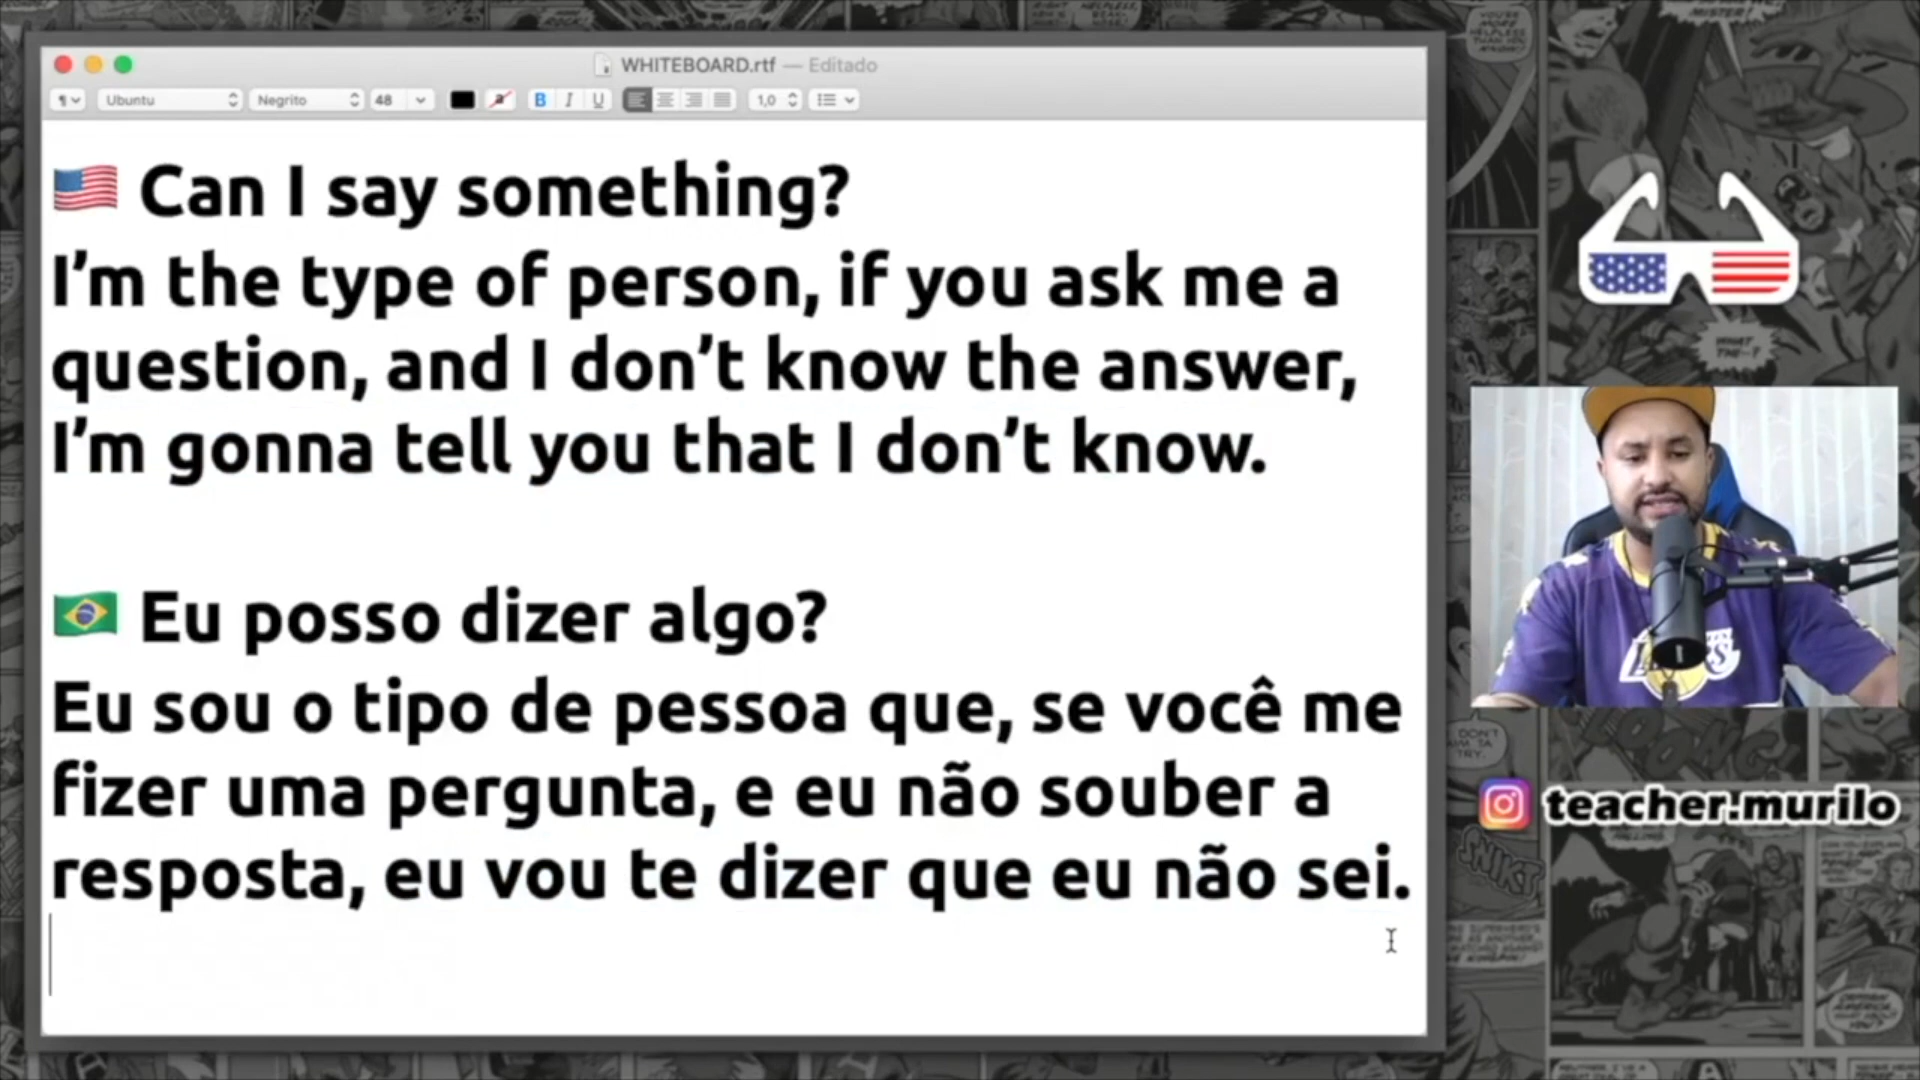 WHITEBOARD.rtf — Editado
Ubuntu Negrito 48 B I U 1,0
🇺🇸 Can I say something?
I’m the type of person, if you ask me a
question, and I don’t know the answer,
I’m gonna tell you that I don’t know.
🇧🇷 Eu posso dizer algo?
Eu sou o tipo de pessoa que, se você me
fizer uma pergunta, e eu não souber a
resposta, eu vou te dizer que eu não sei.
WHAT
THE--?
teacher.murilo
SNIKT